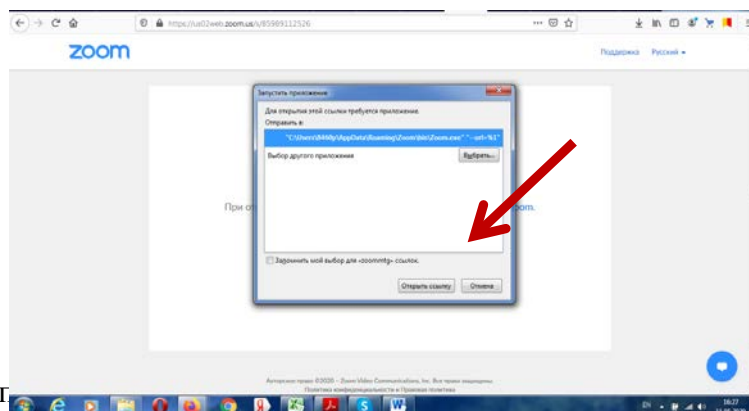 https://us02web.zoom.us/s/85989112526
zoom
Поддержка Русский
Запустить приложение
Для открытия этой ссылки требуется приложение.
Отправить в:
"C:\Users\8460p\AppData\Roaming\Zoom\bin\Zoom.exe" "--url=%1"
Выбор другого приложения
Выбрать...
При
zoom.
Запомнить мой выбор для «zoommtg» ссылок.
Открыть ссылку Отмена
Авторское право ©2020 - Zoom Video Communications, Inc. Все права защищены.
Политика конфиденциальности и Правовая политика
П
EN
16:27